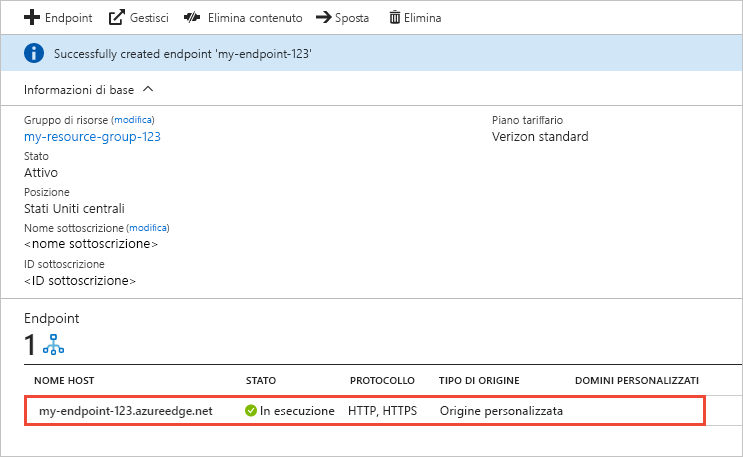 Endpoint Gestisci Elimina contenuto Sposta Elimina
Successfully created endpoint 'my-endpoint-123'
Informazioni di base
Gruppo di risorse (modifica) Piano tariffario
my-resource-group-123 Verizon standard
Stato
Attivo
Posizione
Stati Uniti centrali
Nome sottoscrizione (modifica)
<nome sottoscrizione>
ID sottoscrizione
<ID sottoscrizione>
Endpoint
1
NOME HOST STATO PROTOCOLLO TIPO DI ORIGINE DOMINI PERSONALIZZATI
my-endpoint-123.azureedge.net In esecuzione HTTP, HTTPS Origine personalizzata